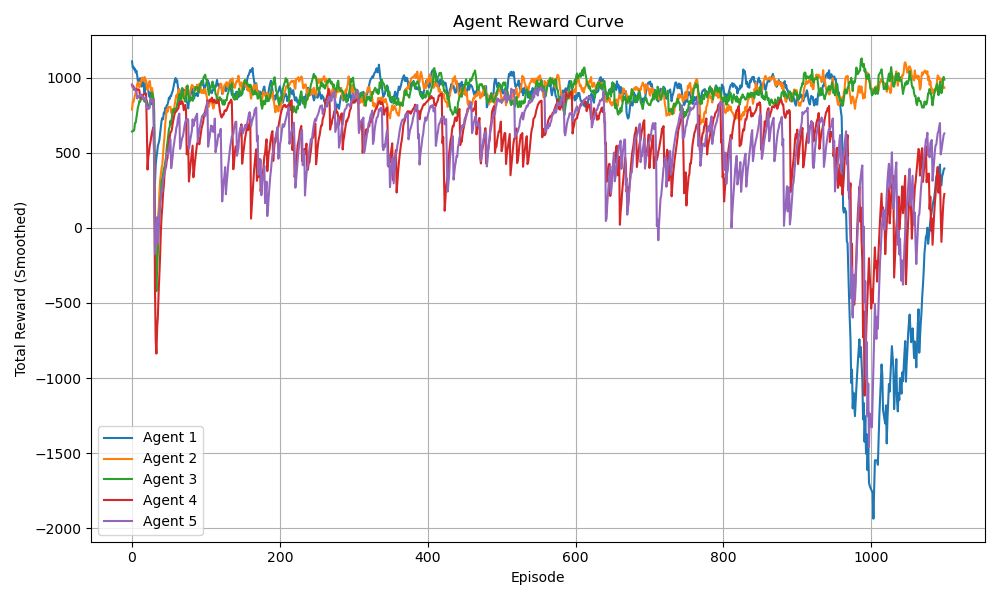 Agent Reward Curve
Total Reward (Smoothed)
1000
500
0
−500
−1000
−1500
−2000
Agent 1
Agent 2
Agent 3
Agent 4
Agent 5
0 200 400 600 800 1000
Episode